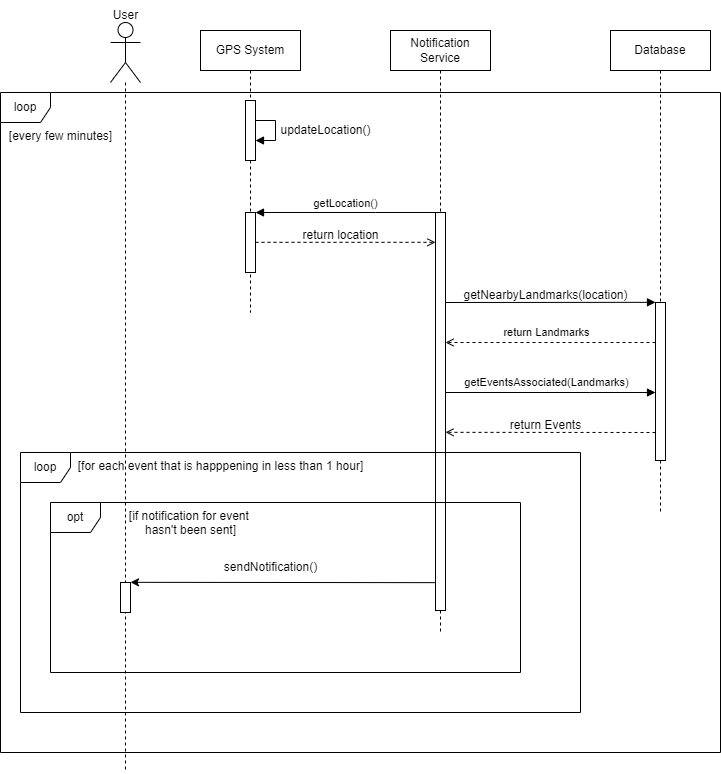 User
GPS System
Notification
Service
Database
loop
[every few minutes]
updateLocation()
getLocation()
return location
getNearbyLandmarks(location)
return Landmarks
getEventsAssociated(Landmarks)
return Events
loop
[for each event that is happpening in less than 1 hour]
opt
[if notification for event
hasn't been sent]
sendNotification()